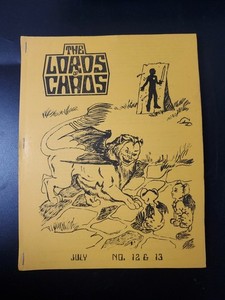 THE
LORDS
OF
CHAOS
JULY NO. 12 & 13